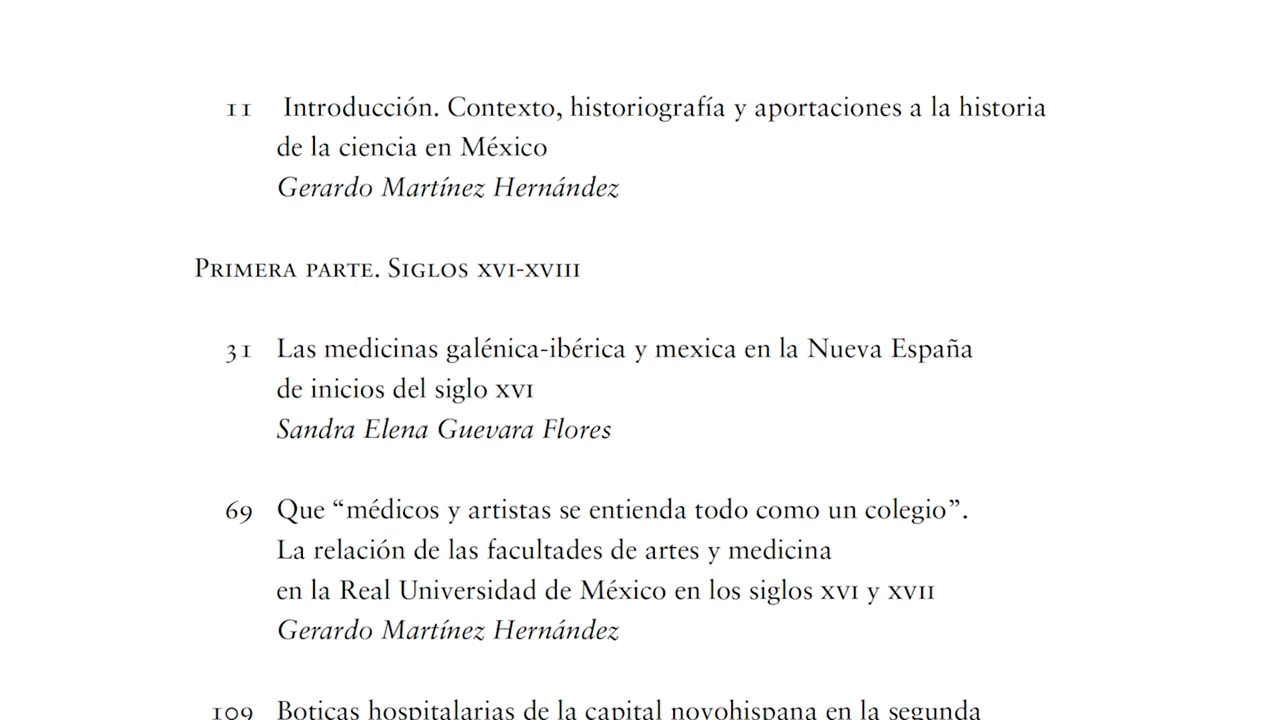 11 Introducción. Contexto, historiografía y aportaciones a la historia
de la ciencia en México
Gerardo Martínez Hernández
Primera parte. Siglos xvi-xviii
31 Las medicinas galénica-ibérica y mexica en la Nueva España
de inicios del siglo xvi
Sandra Elena Guevara Flores
69 Que “médicos y artistas se entienda todo como un colegio”.
La relación de las facultades de artes y medicina
en la Real Universidad de México en los siglos xvi y xvii
Gerardo Martínez Hernández
109 Boticas hospitalarias de la capital novohispana en la segunda